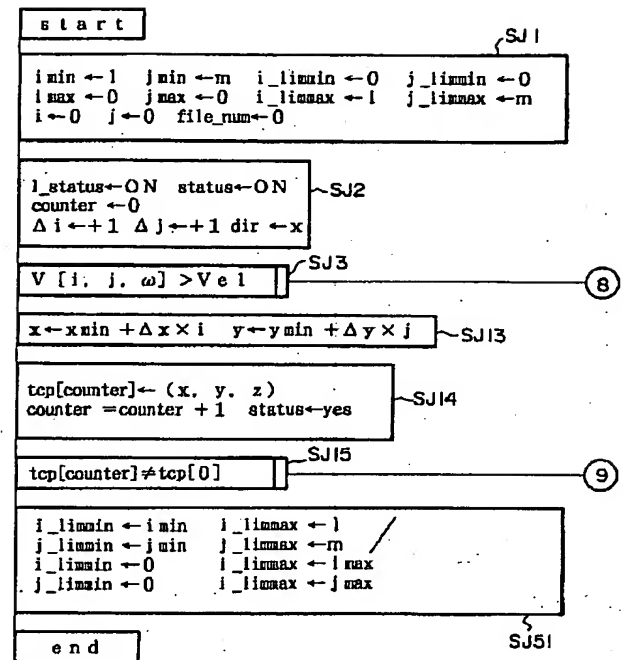 start
SJ1
imin ←l jmin ←m i_limmin ←0 j_limmin ←0
imax ←0 jmax ←0 i_limmax ←l j_limmax ←m
i←0 j←0 file_num←0
l_status←ON status←ON
SJ2
counter ←0
Δi←+1 Δj←+1 dir ←x
SJ3
V [i, j, ω] >Vel
8
x←xmin +Δx×i y←ymin +Δy×j
SJ13
tcp[counter]← (x, y, z)
counter =counter +1 status←yes
SJ14
SJ15
tcp[counter]≠tcp[0]
9
i_limmin ←imin i_limmax ←l
j_limmin ←jmin j_limmax ←m
i_limmin ←0 i_limmax ←imax
j_limmin ←0 i_limmax ←jmax
SJ51
end